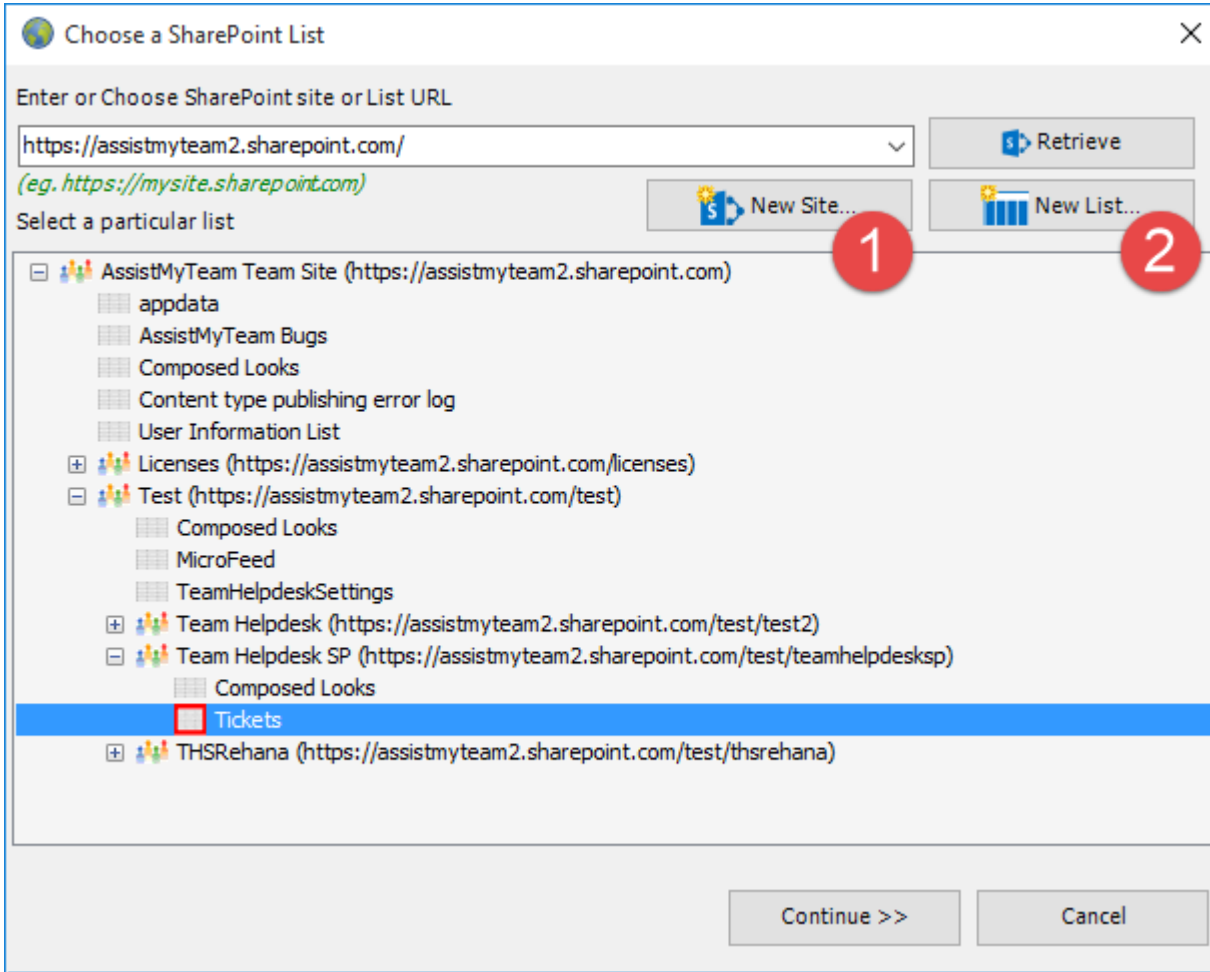 Choose a SharePoint List
Enter or Choose SharePoint site or List URL
https://assistmyteam2.sharepoint.com/
Retrieve
(eg. https://mysite.sharepoint.com)
New Site...
New List...
Select a particular list
1
2
AssistMyTeam Team Site (https://assistmyteam2.sharepoint.com)
appdata
AssistMyTeam Bugs
Composed Looks
Content type publishing error log
User Information List
Licenses (https://assistmyteam2.sharepoint.com/licenses)
Test (https://assistmyteam2.sharepoint.com/test)
Composed Looks
MicroFeed
TeamHelpdeskSettings
Team Helpdesk (https://assistmyteam2.sharepoint.com/test/test2)
Team Helpdesk SP (https://assistmyteam2.sharepoint.com/test/teamhelpdesksp)
Composed Looks
Tickets
THSRehana (https://assistmyteam2.sharepoint.com/test/thsrehana)
Continue >>
Cancel